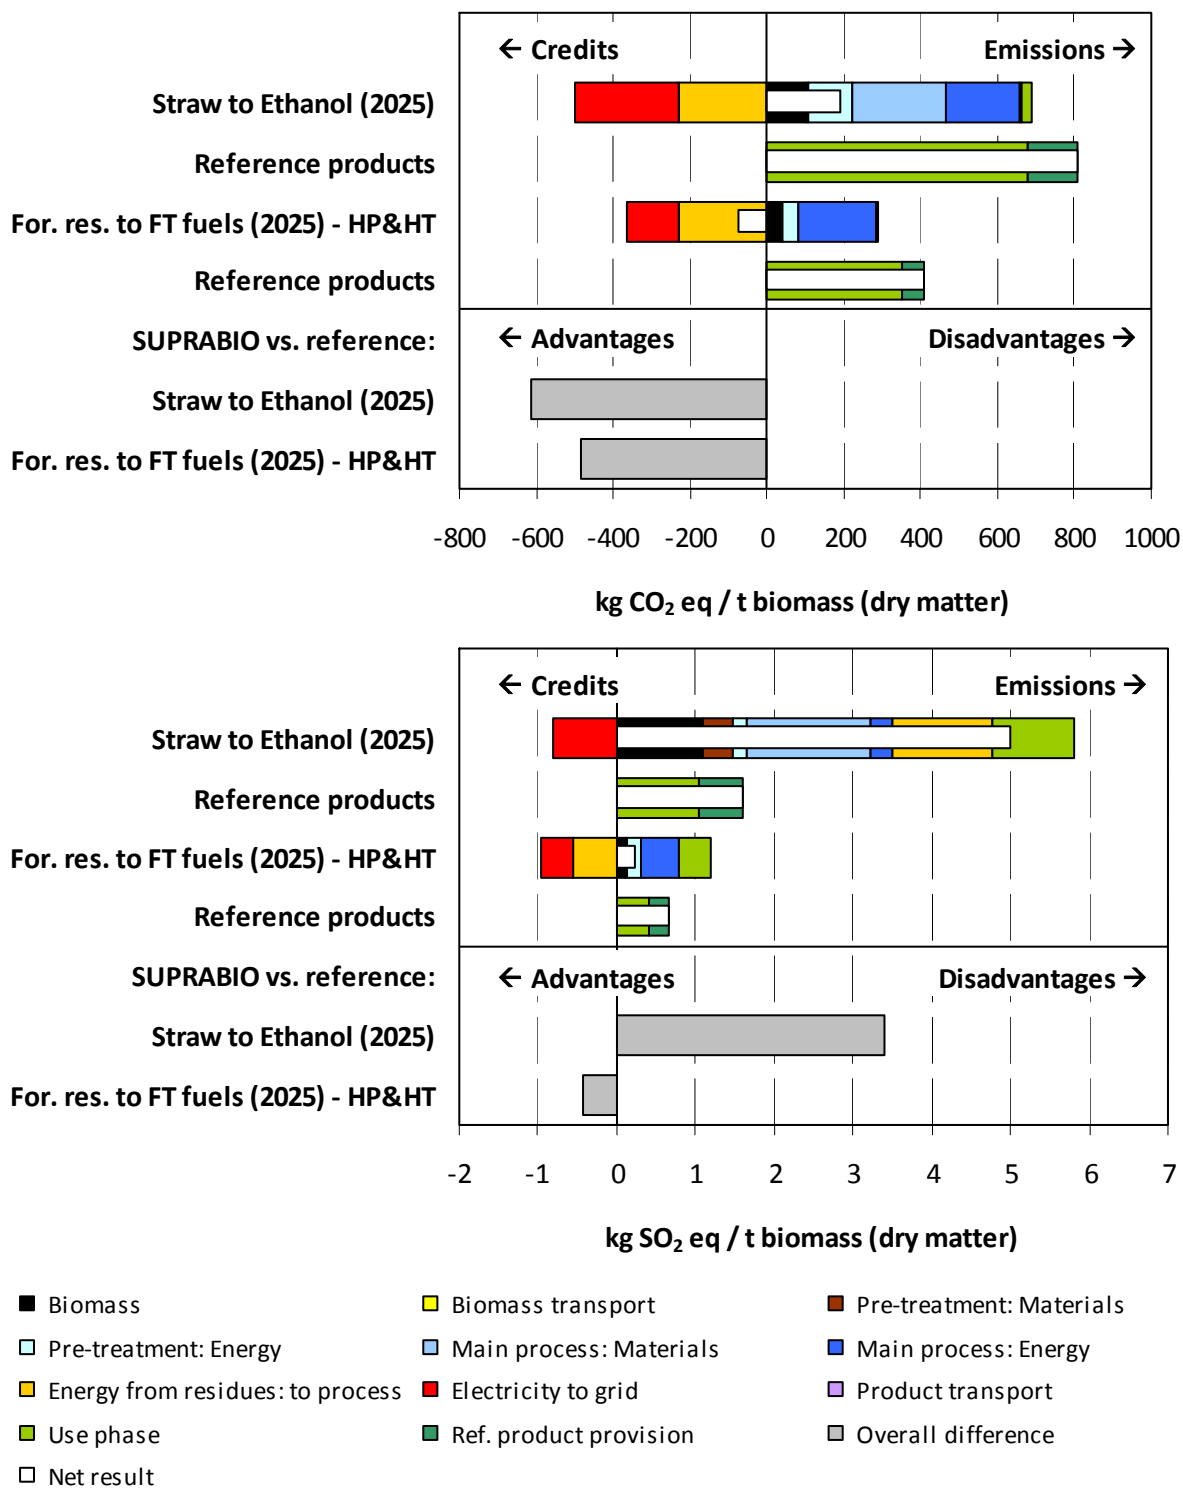 ← Credits Emissions →
Straw to Ethanol (2025)
Reference products
For. res. to FT fuels (2025) - HP&HT
Reference products
SUPRABIO vs. reference: ← Advantages Disadvantages →
Straw to Ethanol (2025)
For. res. to FT fuels (2025) - HP&HT
-800 -600 -400 -200 0 200 400 600 800 1000
kg CO₂ eq / t biomass (dry matter)
← Credits Emissions →
Straw to Ethanol (2025)
Reference products
For. res. to FT fuels (2025) - HP&HT
Reference products
SUPRABIO vs. reference: ← Advantages Disadvantages →
Straw to Ethanol (2025)
For. res. to FT fuels (2025) - HP&HT
-2 -1 0 1 2 3 4 5 6 7
kg SO₂ eq / t biomass (dry matter)
Biomass Biomass transport Pre-treatment: Materials
Pre-treatment: Energy Main process: Materials Main process: Energy
Energy from residues: to process Electricity to grid Product transport
Use phase Ref. product provision Overall difference
Net result